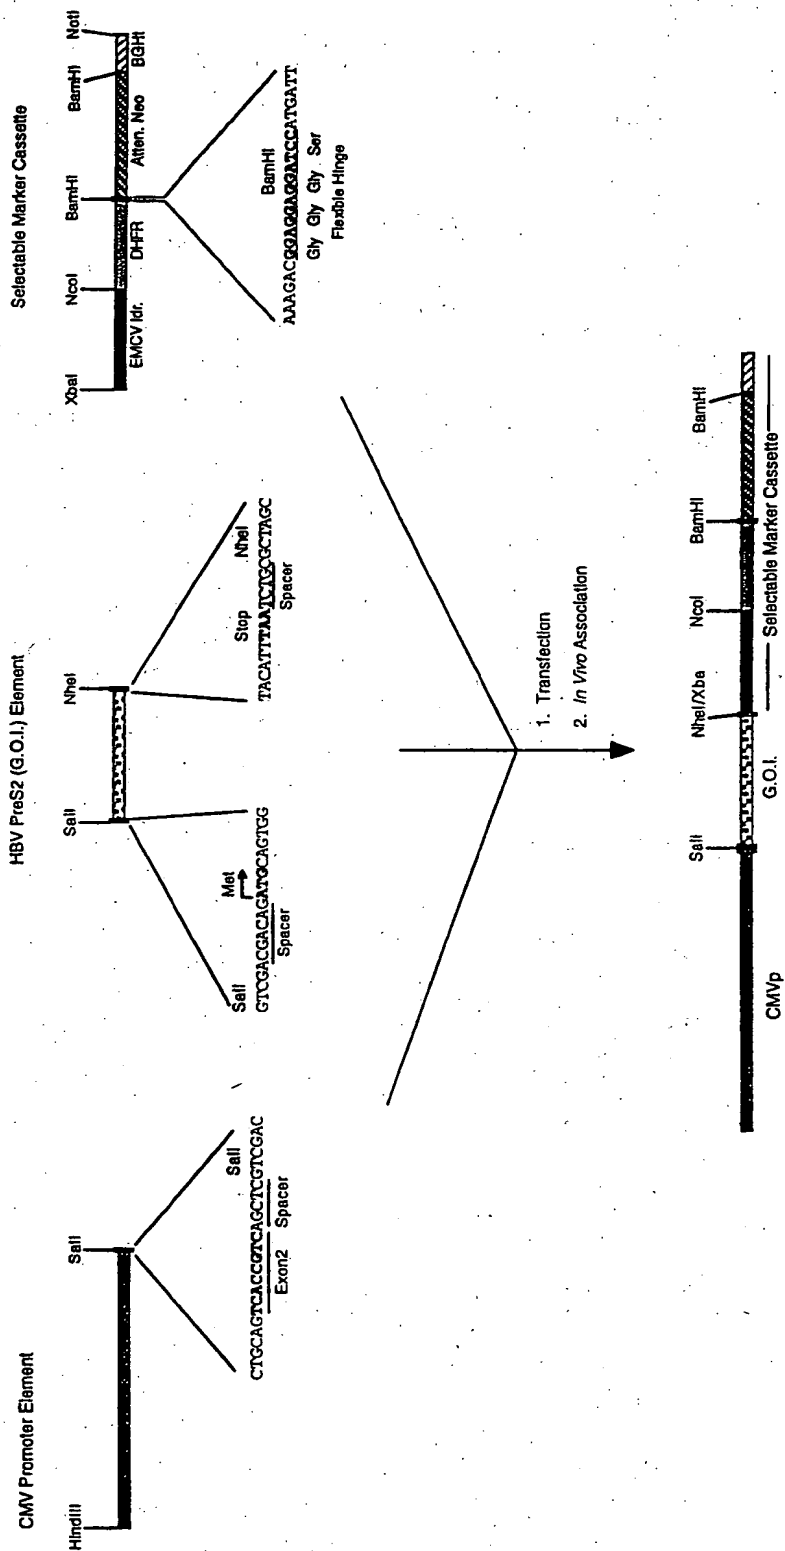 CMV Promoter Element
HindIII
SalI
SalI
CTGCAGTCACCGTCAGCTCGTCGAC
Exon2 Spacer
HBV PreS2 (G.O.I.) Element
SalI
NheI
SalI
Met
GTCGACGACAGATGCAGTGG
Spacer
Stop
NheI
TACATTTAATCTGCGCTAGC
Spacer
Selectable Marker Cassette
XbaI
NcoI
BamHI
BamHI
NotI
EMCV ldr.
DHFR
Atten. Neo
BGHt
BamHI
AAAGACGGAGGAGGATCCATGATT
Gly Gly Gly Ser
Flexible Hinge
1. Transfection
2. In Vivo Association
SalI
NheI/Xba
NcoI
BamHI
BamHI
CMVp
G.O.I.
Selectable Marker Cassette